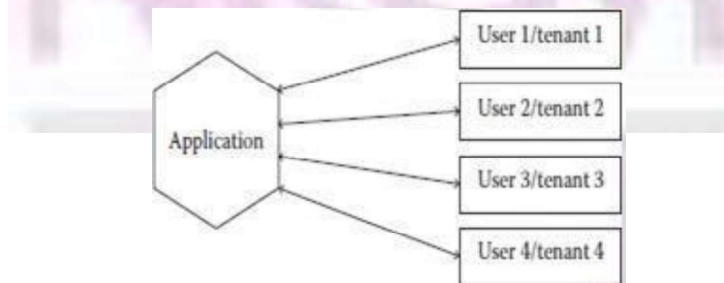 User 1/tenant 1
User 2/tenant 2
Application
User 3/tenant 3
User 4/tenant 4